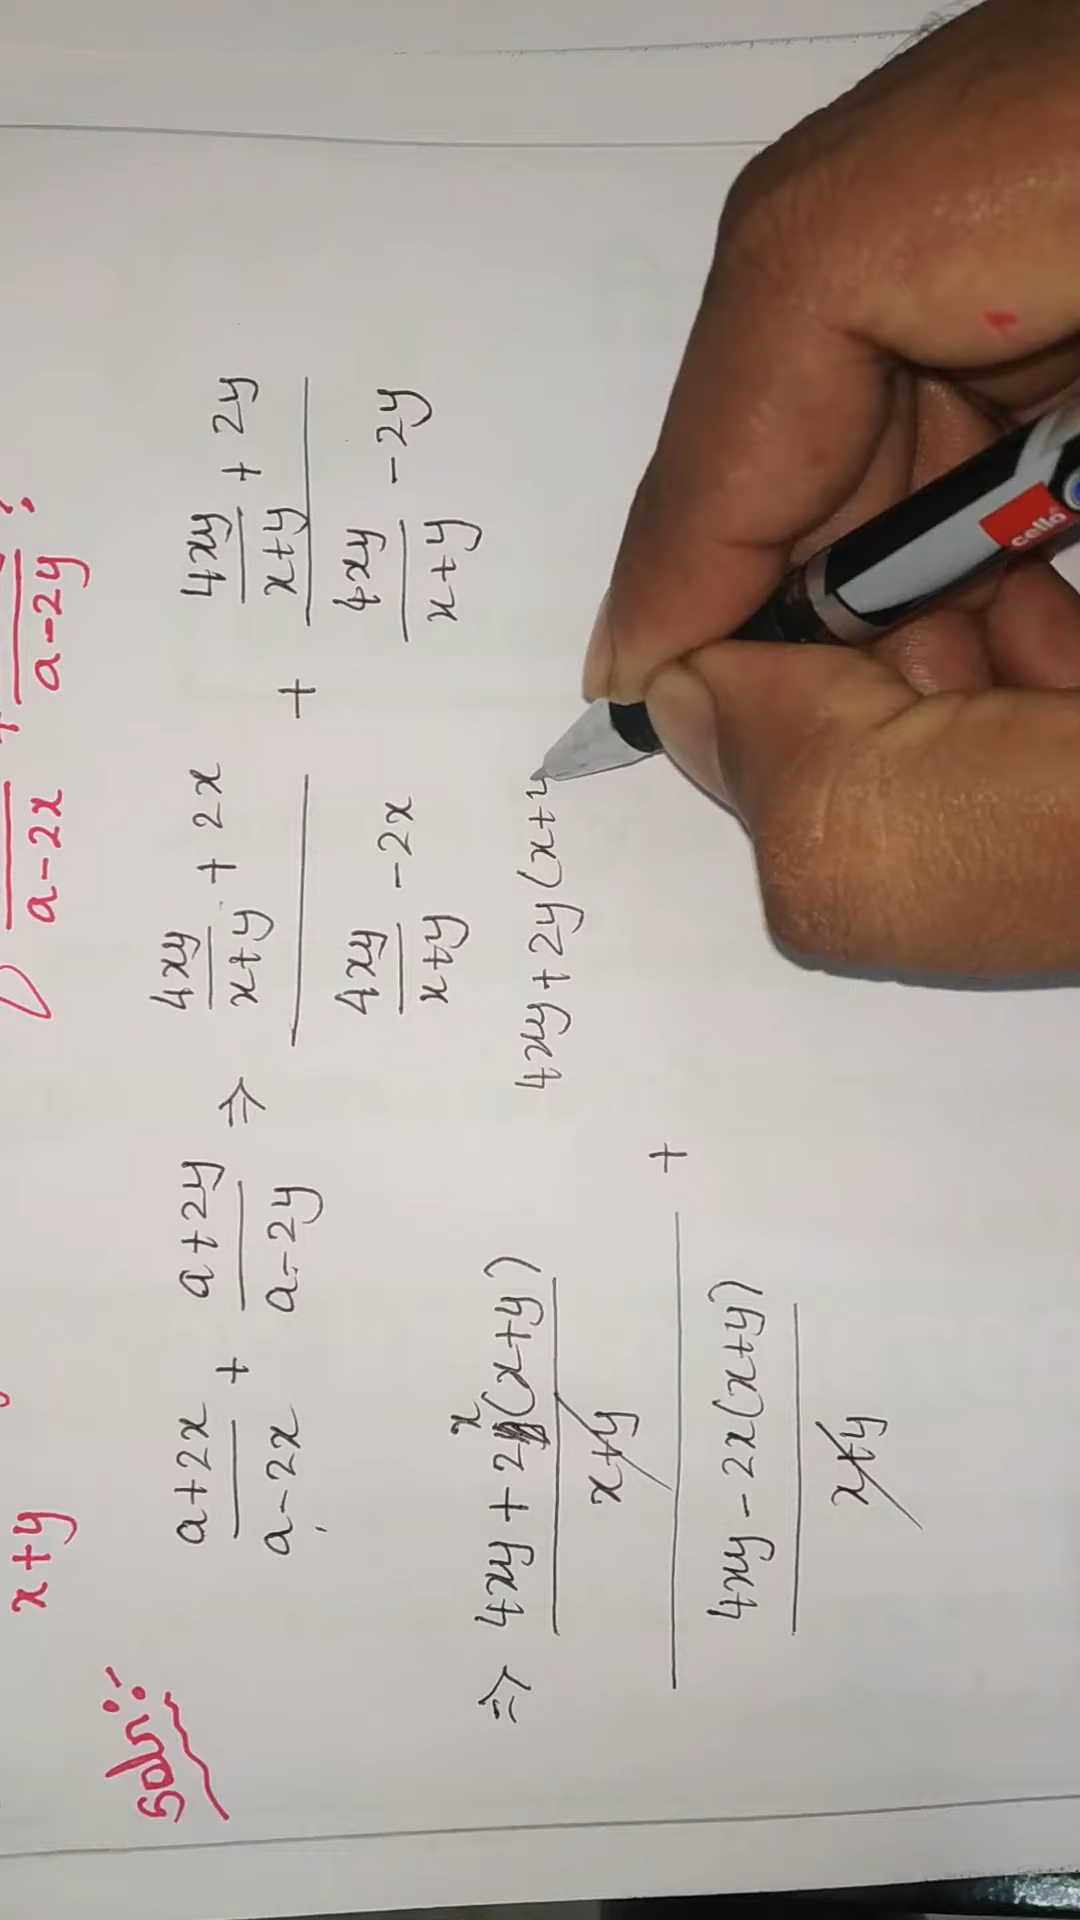 x+y a-2x + a-2y ?
Soln:-
a+2x/a-2x + a+2y/a-2y ⇒ (4xy/x+y + 2x)/(4xy/x+y - 2x) + (4xy/x+y + 2y)/(4xy/x+y - 2y)
⇒ (4xy + 2x(x+y)/x+y)/(4xy - 2x(x+y)/x+y) + 4xy+2y(x+y
cello